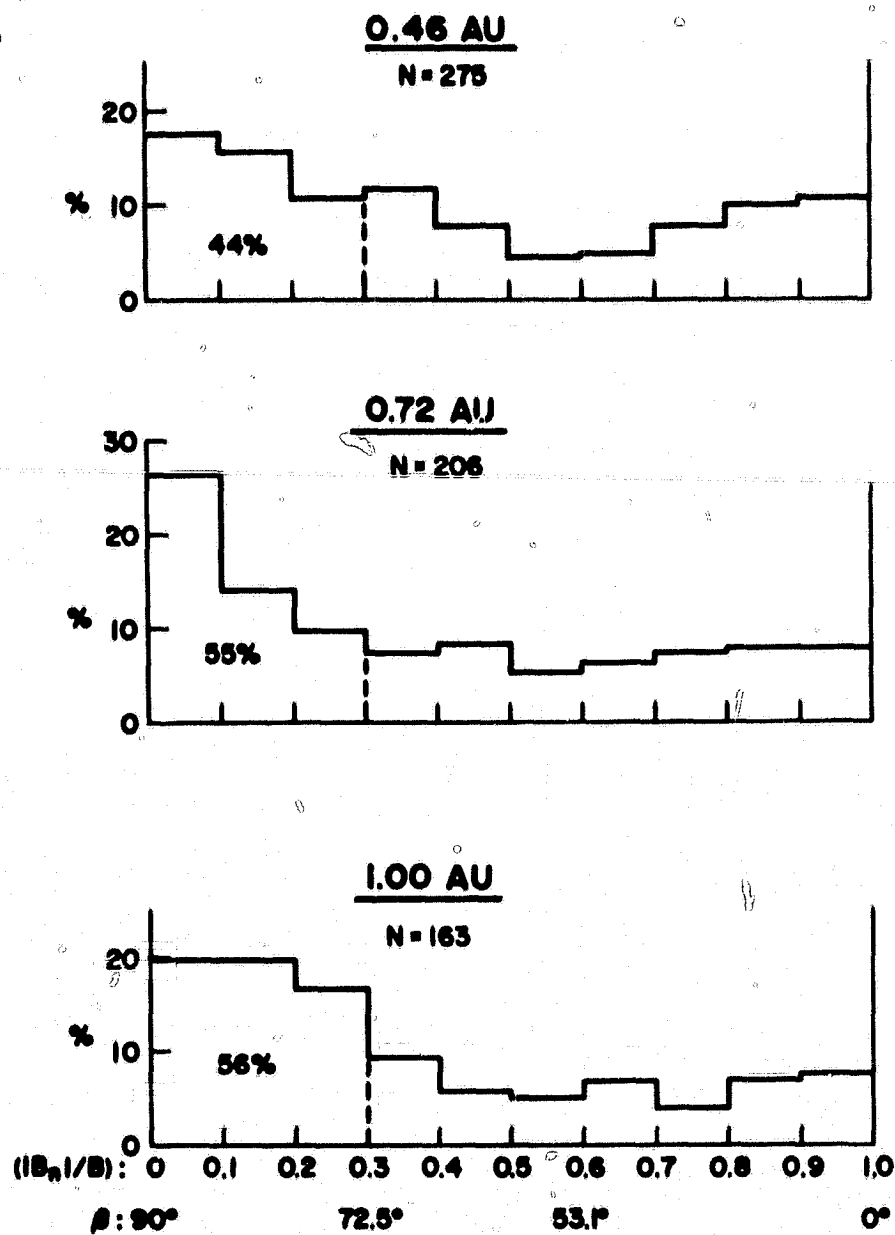 0.46 AU
N = 275
20
% 10
44%
0
0.72 AU
N = 206
30
20
% 10
55%
0
1.00 AU
N = 163
20
% 10
56%
0
(|Bn|/B): 0 0.1 0.2 0.3 0.4 0.5 0.6 0.7 0.8 0.9 1.0
β: 90° 72.5° 53.1° 0°